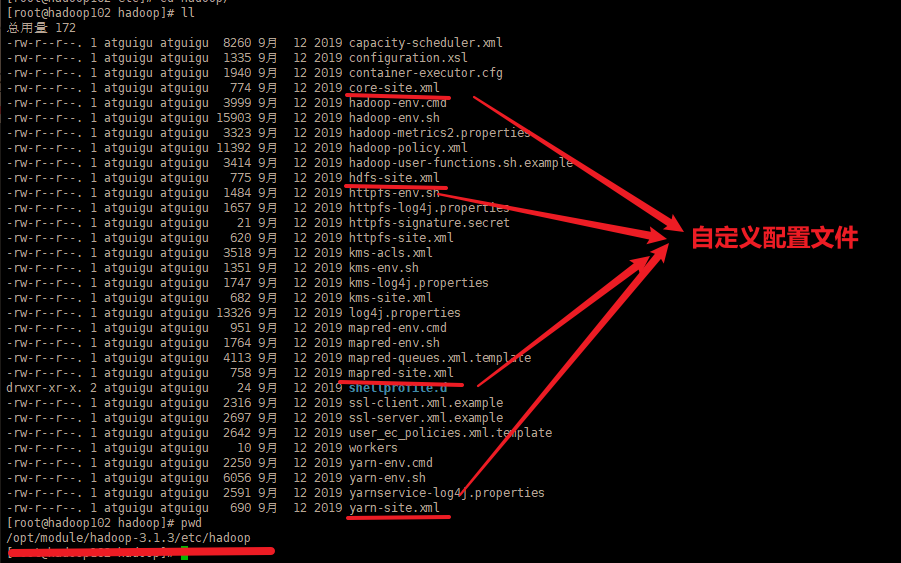 [root@hadoop102 etc]# cd hadoop/
[root@hadoop102 hadoop]# ll
总用量 172
-rw-r--r--. 1 atguigu atguigu  8260 9月  12 2019 capacity-scheduler.xml
-rw-r--r--. 1 atguigu atguigu  1335 9月  12 2019 configuration.xsl
-rw-r--r--. 1 atguigu atguigu  1940 9月  12 2019 container-executor.cfg
-rw-r--r--. 1 atguigu atguigu   774 9月  12 2019 core-site.xml
-rw-r--r--. 1 atguigu atguigu  3999 9月  12 2019 hadoop-env.cmd
-rw-r--r--. 1 atguigu atguigu 15903 9月  12 2019 hadoop-env.sh
-rw-r--r--. 1 atguigu atguigu  3323 9月  12 2019 hadoop-metrics2.properties
-rw-r--r--. 1 atguigu atguigu 11392 9月  12 2019 hadoop-policy.xml
-rw-r--r--. 1 atguigu atguigu  3414 9月  12 2019 hadoop-user-functions.sh.example
-rw-r--r--. 1 atguigu atguigu   775 9月  12 2019 hdfs-site.xml
-rw-r--r--. 1 atguigu atguigu  1484 9月  12 2019 httpfs-env.sh
-rw-r--r--. 1 atguigu atguigu  1657 9月  12 2019 httpfs-log4j.properties
-rw-r--r--. 1 atguigu atguigu    21 9月  12 2019 httpfs-signature.secret
自定义配置文件
-rw-r--r--. 1 atguigu atguigu   620 9月  12 2019 httpfs-site.xml
-rw-r--r--. 1 atguigu atguigu  3518 9月  12 2019 kms-acls.xml
-rw-r--r--. 1 atguigu atguigu  1351 9月  12 2019 kms-env.sh
-rw-r--r--. 1 atguigu atguigu  1747 9月  12 2019 kms-log4j.properties
-rw-r--r--. 1 atguigu atguigu   682 9月  12 2019 kms-site.xml
-rw-r--r--. 1 atguigu atguigu 13326 9月  12 2019 log4j.properties
-rw-r--r--. 1 atguigu atguigu   951 9月  12 2019 mapred-env.cmd
-rw-r--r--. 1 atguigu atguigu  1764 9月  12 2019 mapred-env.sh
-rw-r--r--. 1 atguigu atguigu  4113 9月  12 2019 mapred-queues.xml.template
-rw-r--r--. 1 atguigu atguigu   758 9月  12 2019 mapred-site.xml
drwxr-xr-x. 2 atguigu atguigu    24 9月  12 2019 shellprofile.d
-rw-r--r--. 1 atguigu atguigu  2316 9月  12 2019 ssl-client.xml.example
-rw-r--r--. 1 atguigu atguigu  2697 9月  12 2019 ssl-server.xml.example
-rw-r--r--. 1 atguigu atguigu  2642 9月  12 2019 user_ec_policies.xml.template
-rw-r--r--. 1 atguigu atguigu    10 9月  12 2019 workers
-rw-r--r--. 1 atguigu atguigu  2250 9月  12 2019 yarn-env.cmd
-rw-r--r--. 1 atguigu atguigu  6056 9月  12 2019 yarn-env.sh
-rw-r--r--. 1 atguigu atguigu  2591 9月  12 2019 yarnservice-log4j.properties
-rw-r--r--. 1 atguigu atguigu   690 9月  12 2019 yarn-site.xml
[root@hadoop102 hadoop]# pwd
/opt/module/hadoop-3.1.3/etc/hadoop
[root@hadoop102 hadoop]#